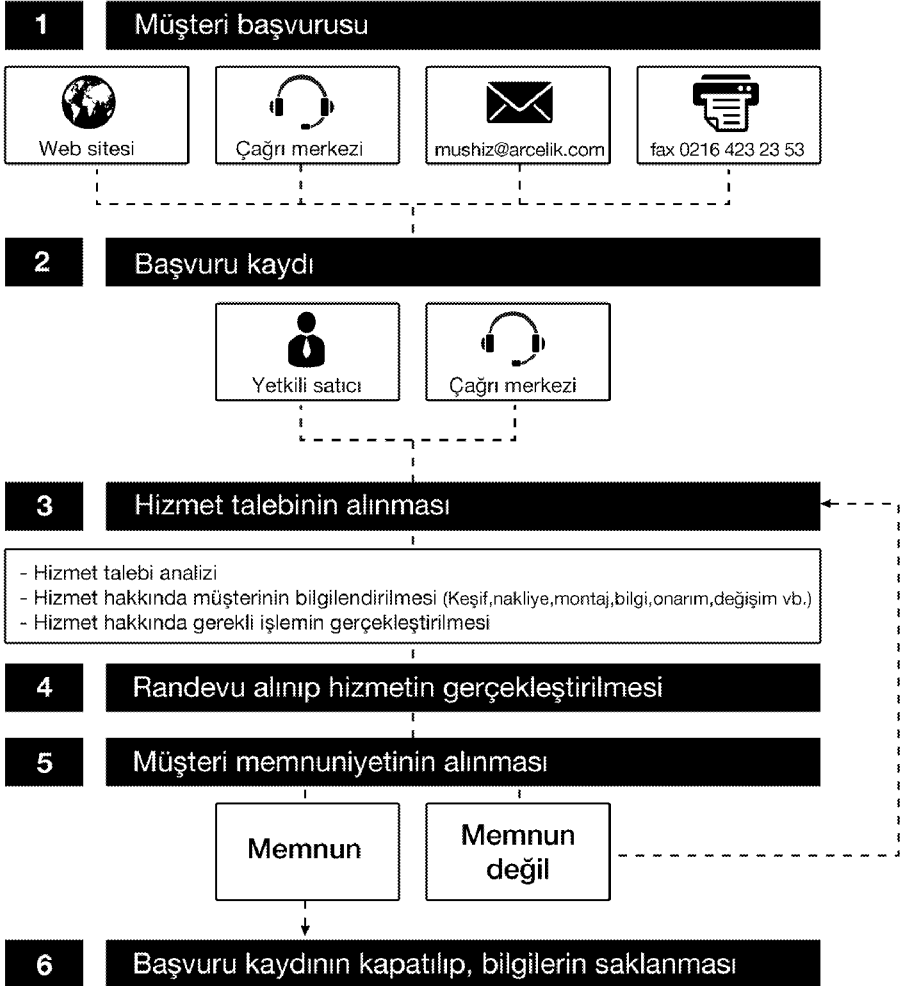 1 Müşteri başvurusu
Web sitesi
Çağrı merkezi
mushiz@arcelik.com
fax 0216 423 23 53
2 Başvuru kaydı
Yetkili satıcı
Çağrı merkezi
3 Hizmet talebinin alınması
- Hizmet talebi analizi
- Hizmet hakkında müşterinin bilgilendirilmesi (Keşif,nakliye,montaj,bilgi,onarım,değişim vb.)
- Hizmet hakkında gerekli işlemin gerçekleştirilmesi
4 Randevu alınıp hizmetin gerçekleştirilmesi
5 Müşteri memnuniyetinin alınması
Memnun
Memnun
değil
6 Başvuru kaydının kapatılıp, bilgilerin saklanması